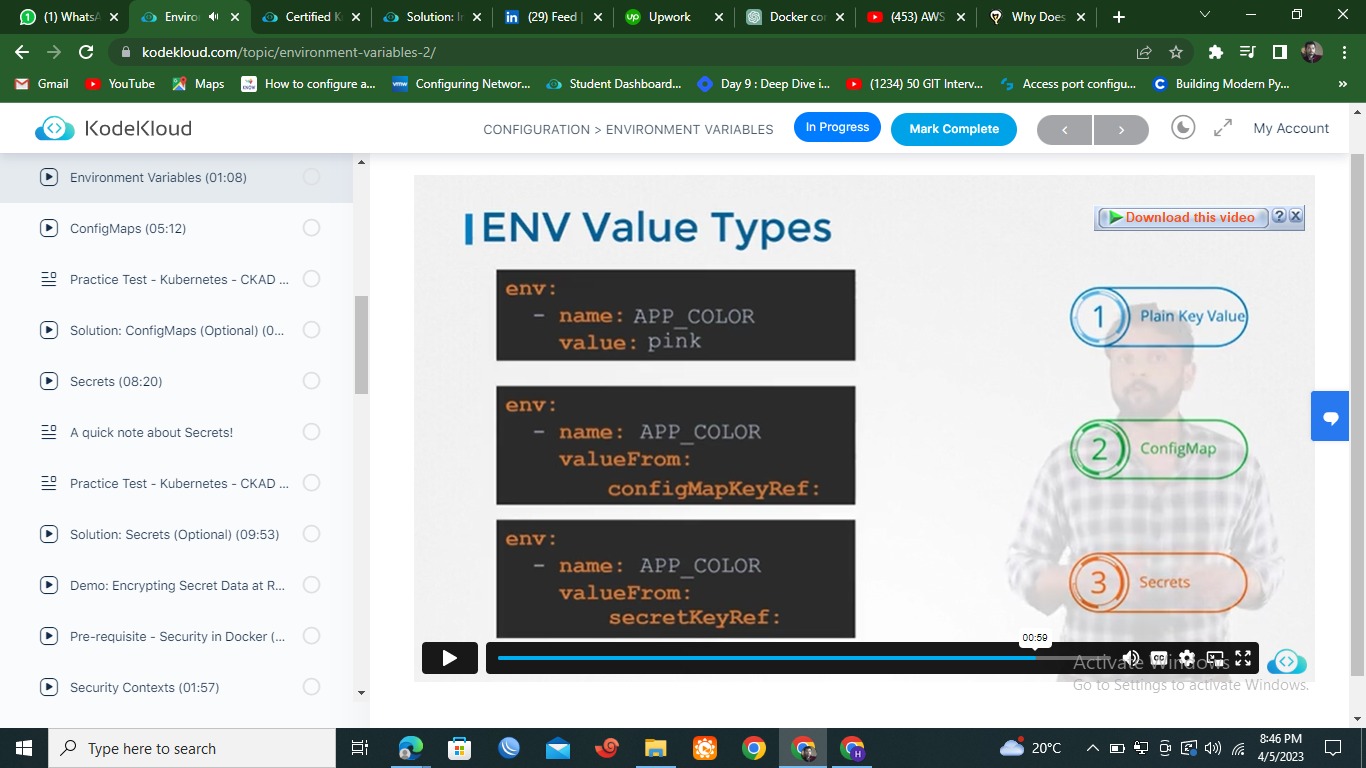 (1) WhatsA
Enviro
Certified K
Solution: I
(29) Feed |
Upwork
Docker cor
(453) AWS
Why Does
kodekloud.com/topic/environment-variables-2/
Gmail
YouTube
Maps
How to configure a...
Configuring Networ...
Student Dashboard...
Day 9 : Deep Dive i...
(1234) 50 GIT Interv...
Access port configu...
Building Modern Py...
»
KodeKloud
CONFIGURATION > ENVIRONMENT VARIABLES
In Progress
Mark Complete
My Account
Environment Variables (01:08)
ConfigMaps (05:12)
Practice Test - Kubernetes - CKAD ...
Solution: ConfigMaps (Optional) (0...
Secrets (08:20)
A quick note about Secrets!
Practice Test - Kubernetes - CKAD ...
Solution: Secrets (Optional) (09:53)
Demo: Encrypting Secret Data at R...
Pre-requisite - Security in Docker (...
Security Contexts (01:57)
ENV Value Types
Download this video
env:
- name: APP_COLOR
value: pink
env:
- name: APP_COLOR
valueFrom:
configMapKeyRef:
env:
- name: APP_COLOR
valueFrom:
secretKeyRef:
1 Plain Key Value
2 ConfigMap
3 Secrets
00:59
Activate Windows
Go to Settings to activate Windows.
Type here to search
20°C
8:46 PM
4/5/2023